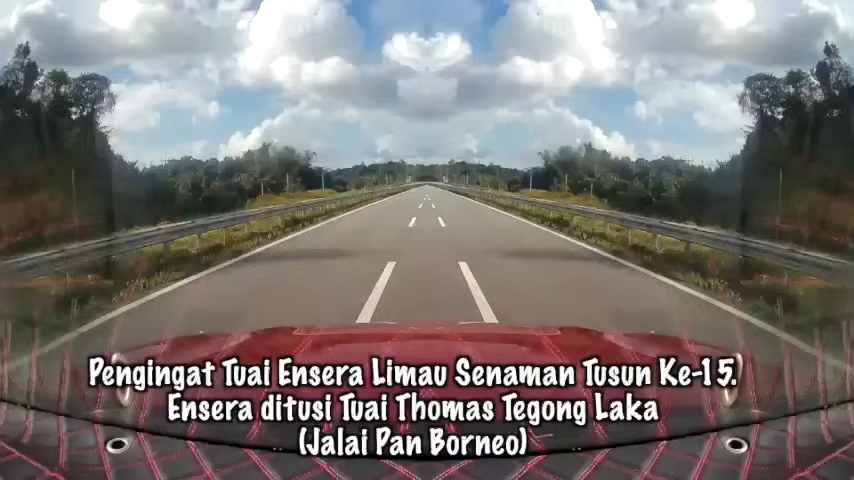 Pengingat Tuai Ensera Limau Senaman Tusun Ke-15.
Ensera ditusi Tuai Thomas Tegong Laka
(Jalai Pan Borneo)